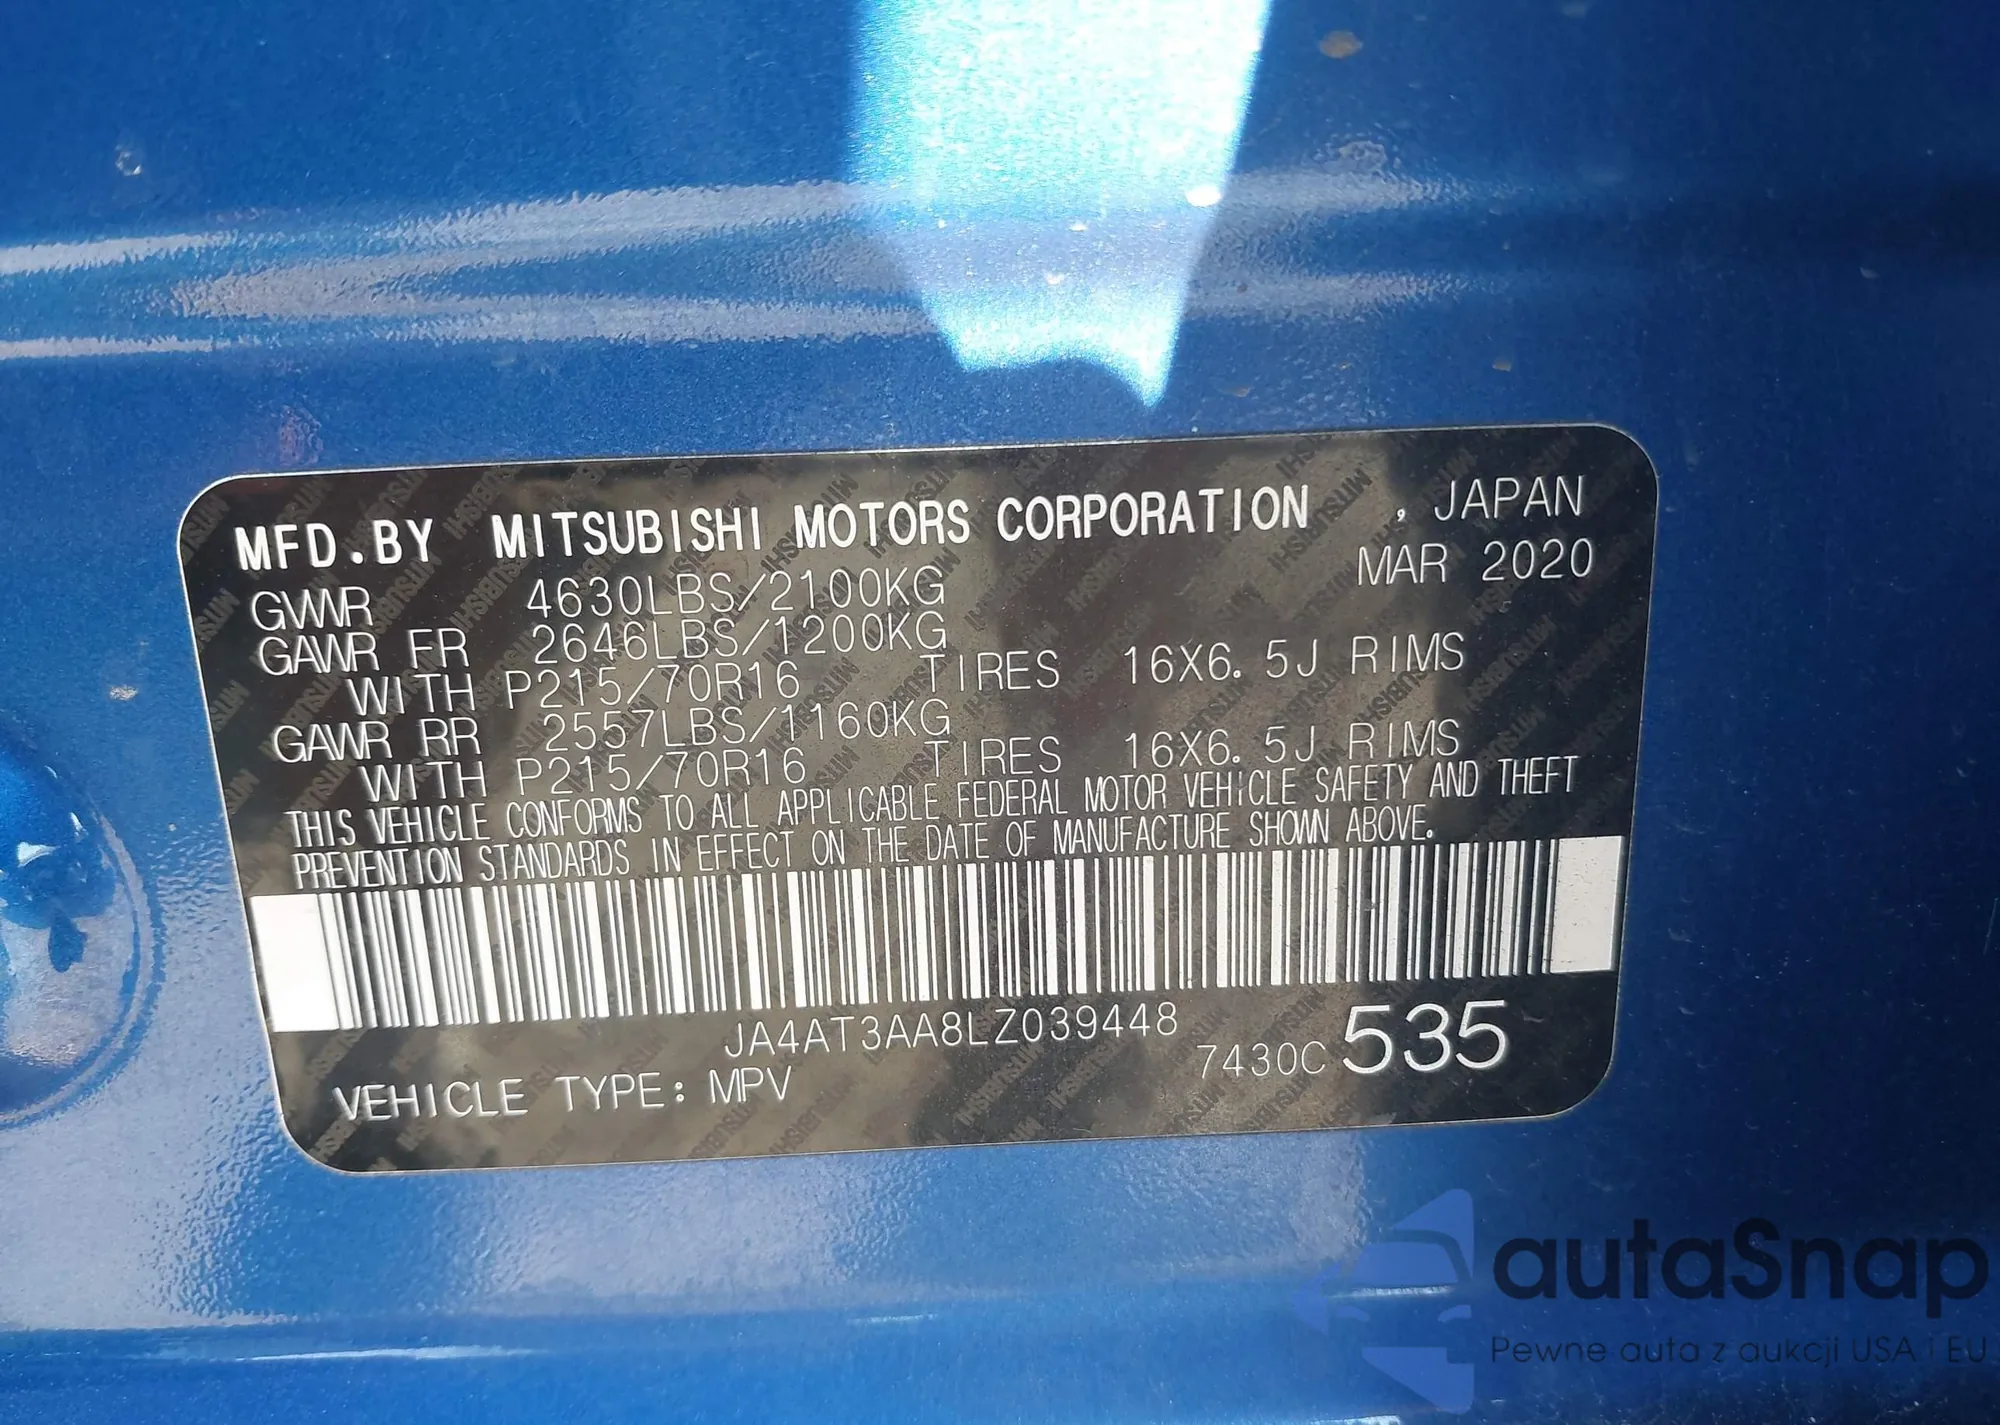 MFD.BY MITSUBISHI MOTORS CORPORATION , JAPAN
MAR 2020
GVWR 4630LBS/2100KG
GAWR FR 2646LBS/1200KG
WITH P215/70R16 TIRES 16X6.5J RIMS
GAWR RR 2557LBS/1160KG
WITH P215/70R16 TIRES 16X6.5J RIMS
THIS VEHICLE CONFORMS TO ALL APPLICABLE FEDERAL MOTOR VEHICLE SAFETY AND THEFT
PREVENTION STANDARDS IN EFFECT ON THE DATE OF MANUFACTURE SHOWN ABOVE.
JA4AT3AA8LZ039448
7430C 535
VEHICLE TYPE: MPV
autaSnap
Pewne auta z aukcji USA i EU